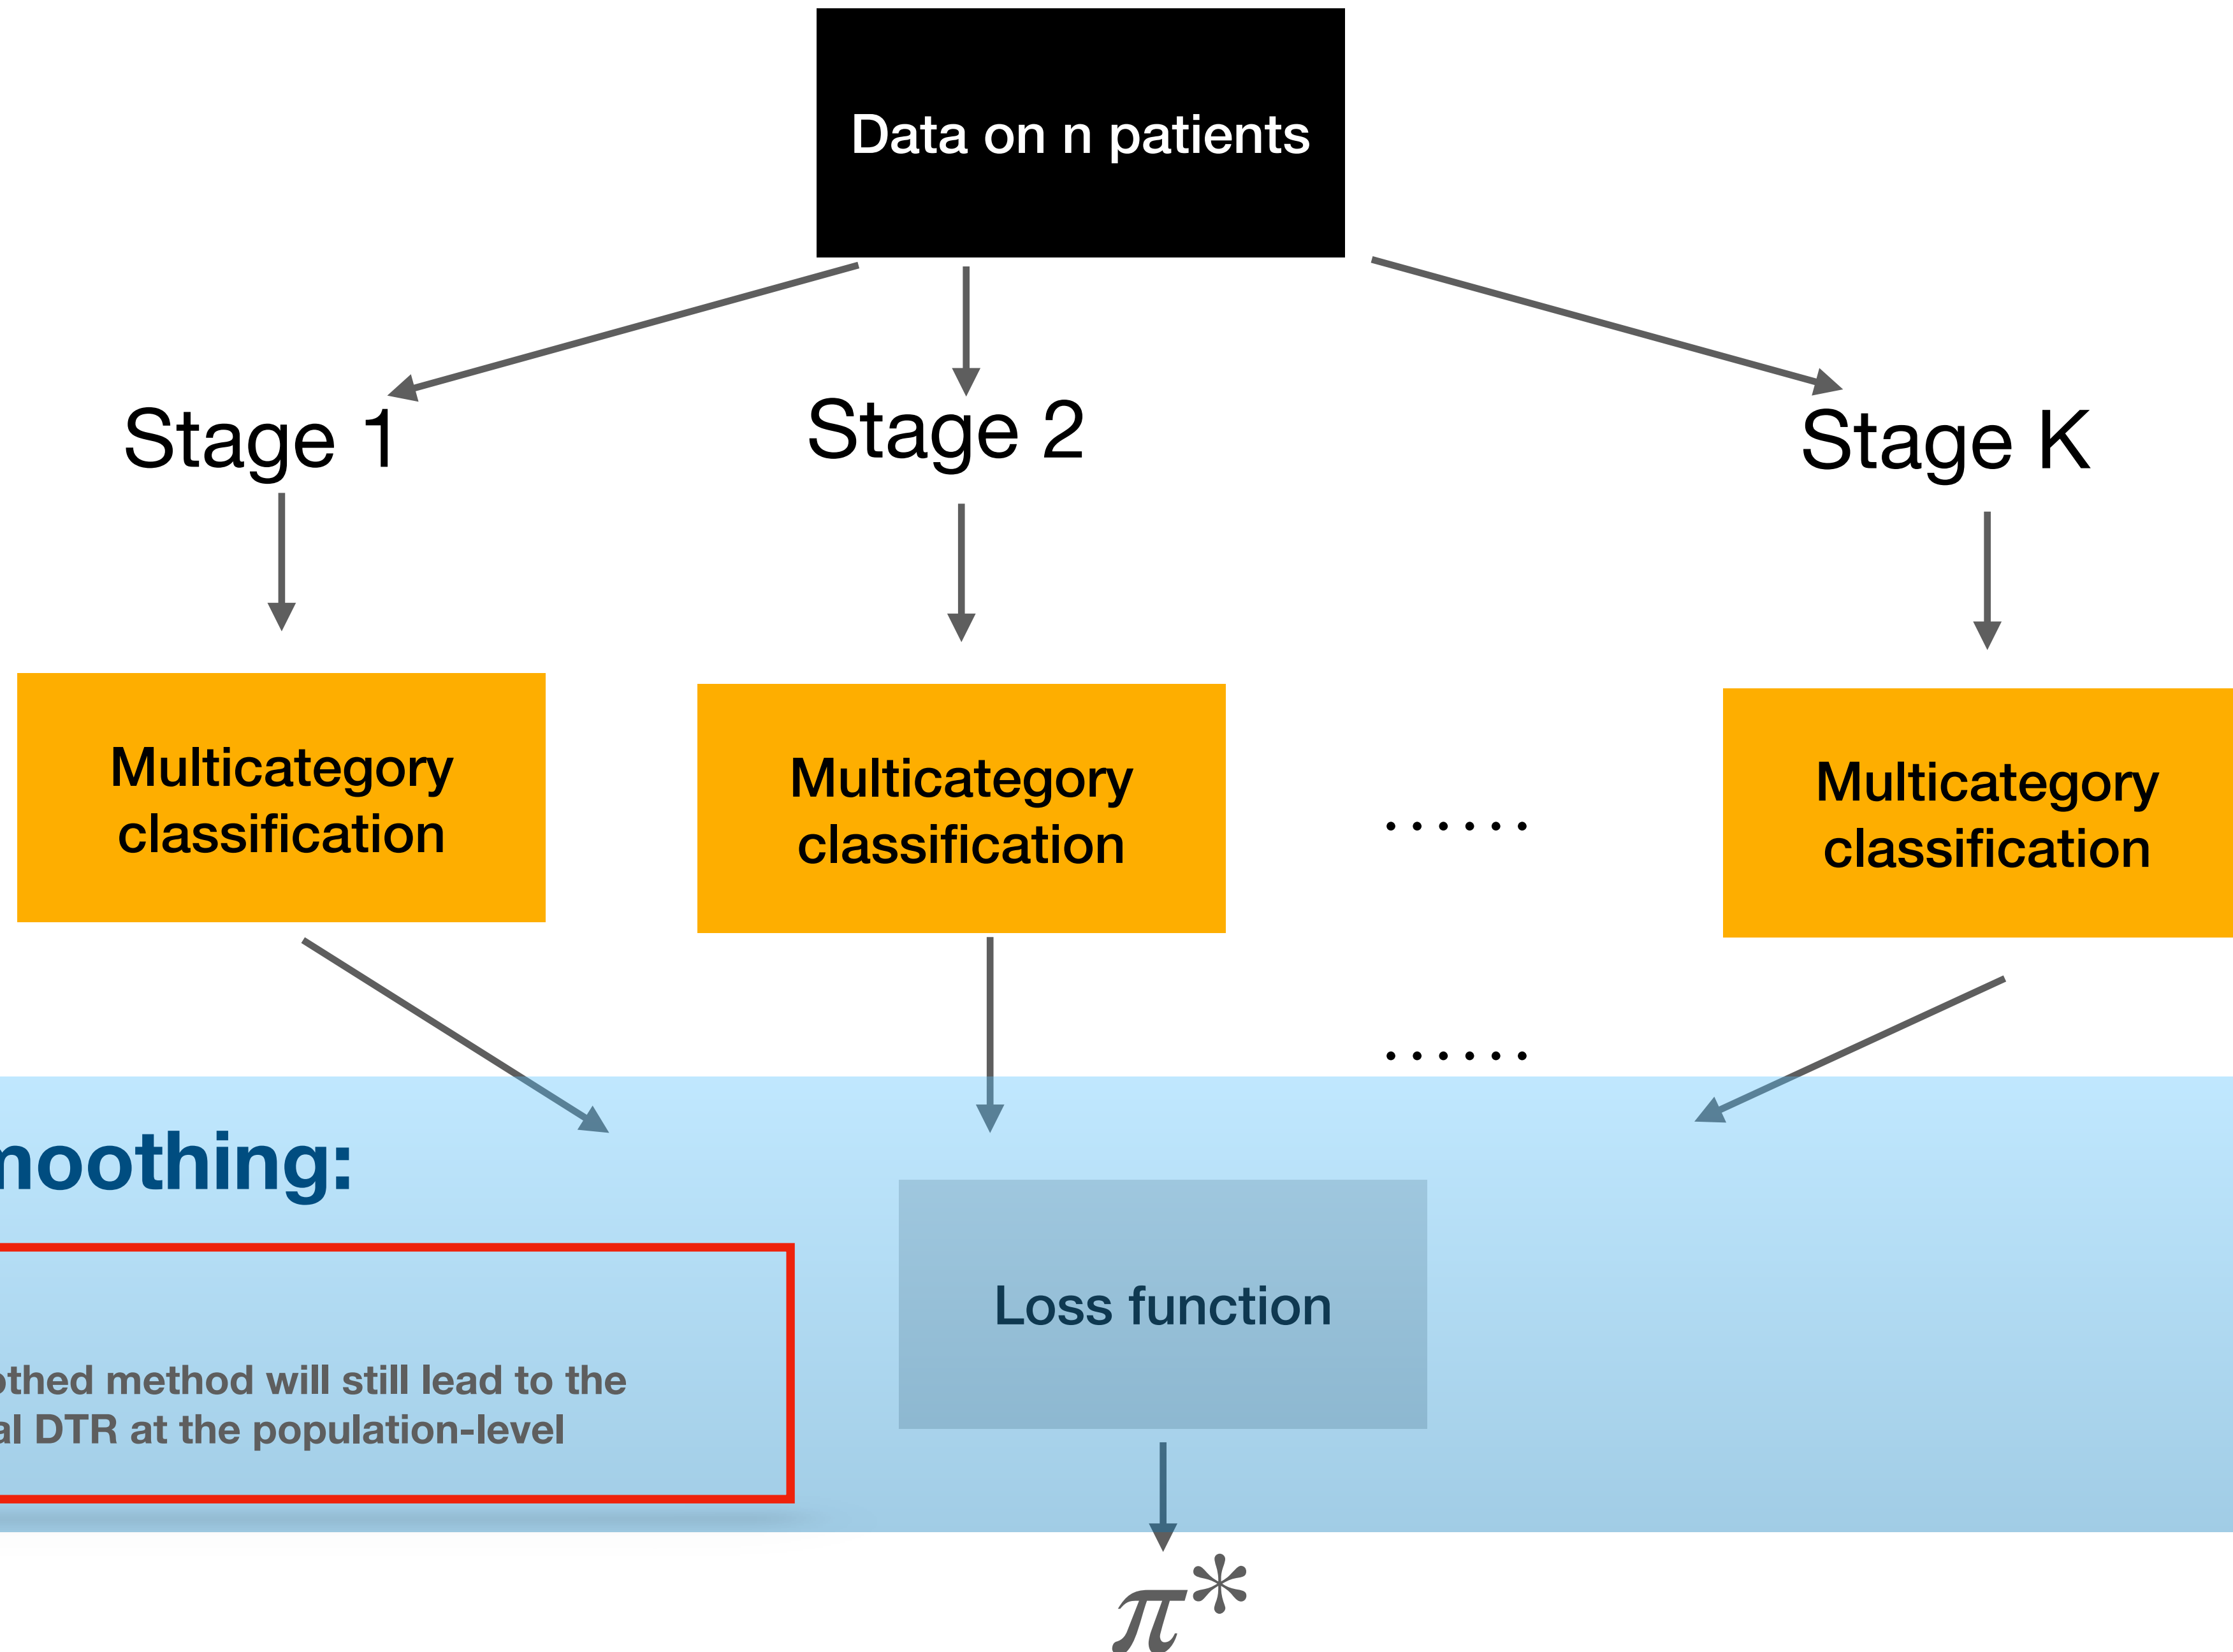 Data on n patients
Stage 1
Stage 2
Stage K
Multicategory
classification
Multicategory
classification
......
Multicategory
classification
......
moothing:
Loss function
othed method will still lead to the
al DTR at the population-level
π*